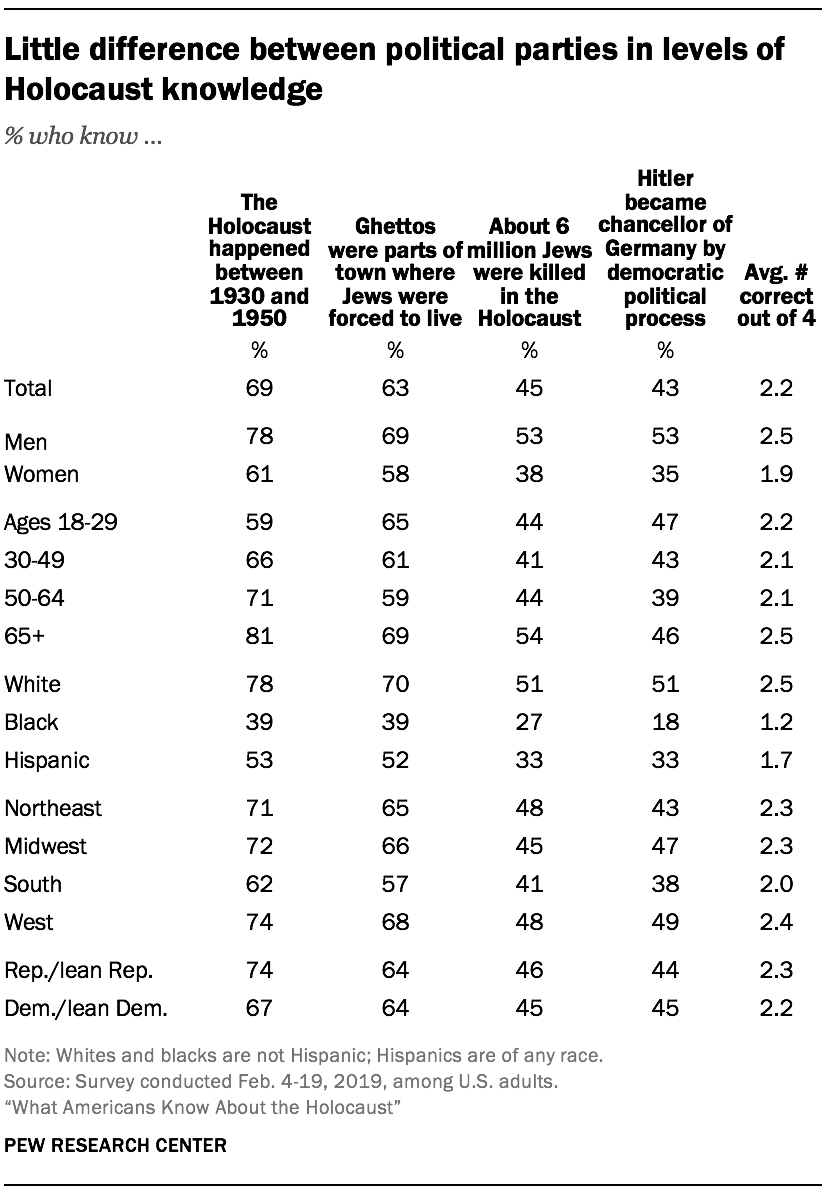 Little difference between political parties in levels of
Holocaust knowledge
% who know ...
The Holocaust happened between 1930 and 1950
Ghettos were parts of town where Jews were forced to live
About 6 million Jews were killed in the Holocaust
Hitler became chancellor of Germany by democratic political process
Avg. # correct out of 4
% % % %
Total 69 63 45 43 2.2
Men 78 69 53 53 2.5
Women 61 58 38 35 1.9
Ages 18-29 59 65 44 47 2.2
30-49 66 61 41 43 2.1
50-64 71 59 44 39 2.1
65+ 81 69 54 46 2.5
White 78 70 51 51 2.5
Black 39 39 27 18 1.2
Hispanic 53 52 33 33 1.7
Northeast 71 65 48 43 2.3
Midwest 72 66 45 47 2.3
South 62 57 41 38 2.0
West 74 68 48 49 2.4
Rep./lean Rep. 74 64 46 44 2.3
Dem./lean Dem. 67 64 45 45 2.2
Note: Whites and blacks are not Hispanic; Hispanics are of any race.
Source: Survey conducted Feb. 4-19, 2019, among U.S. adults.
“What Americans Know About the Holocaust”
PEW RESEARCH CENTER